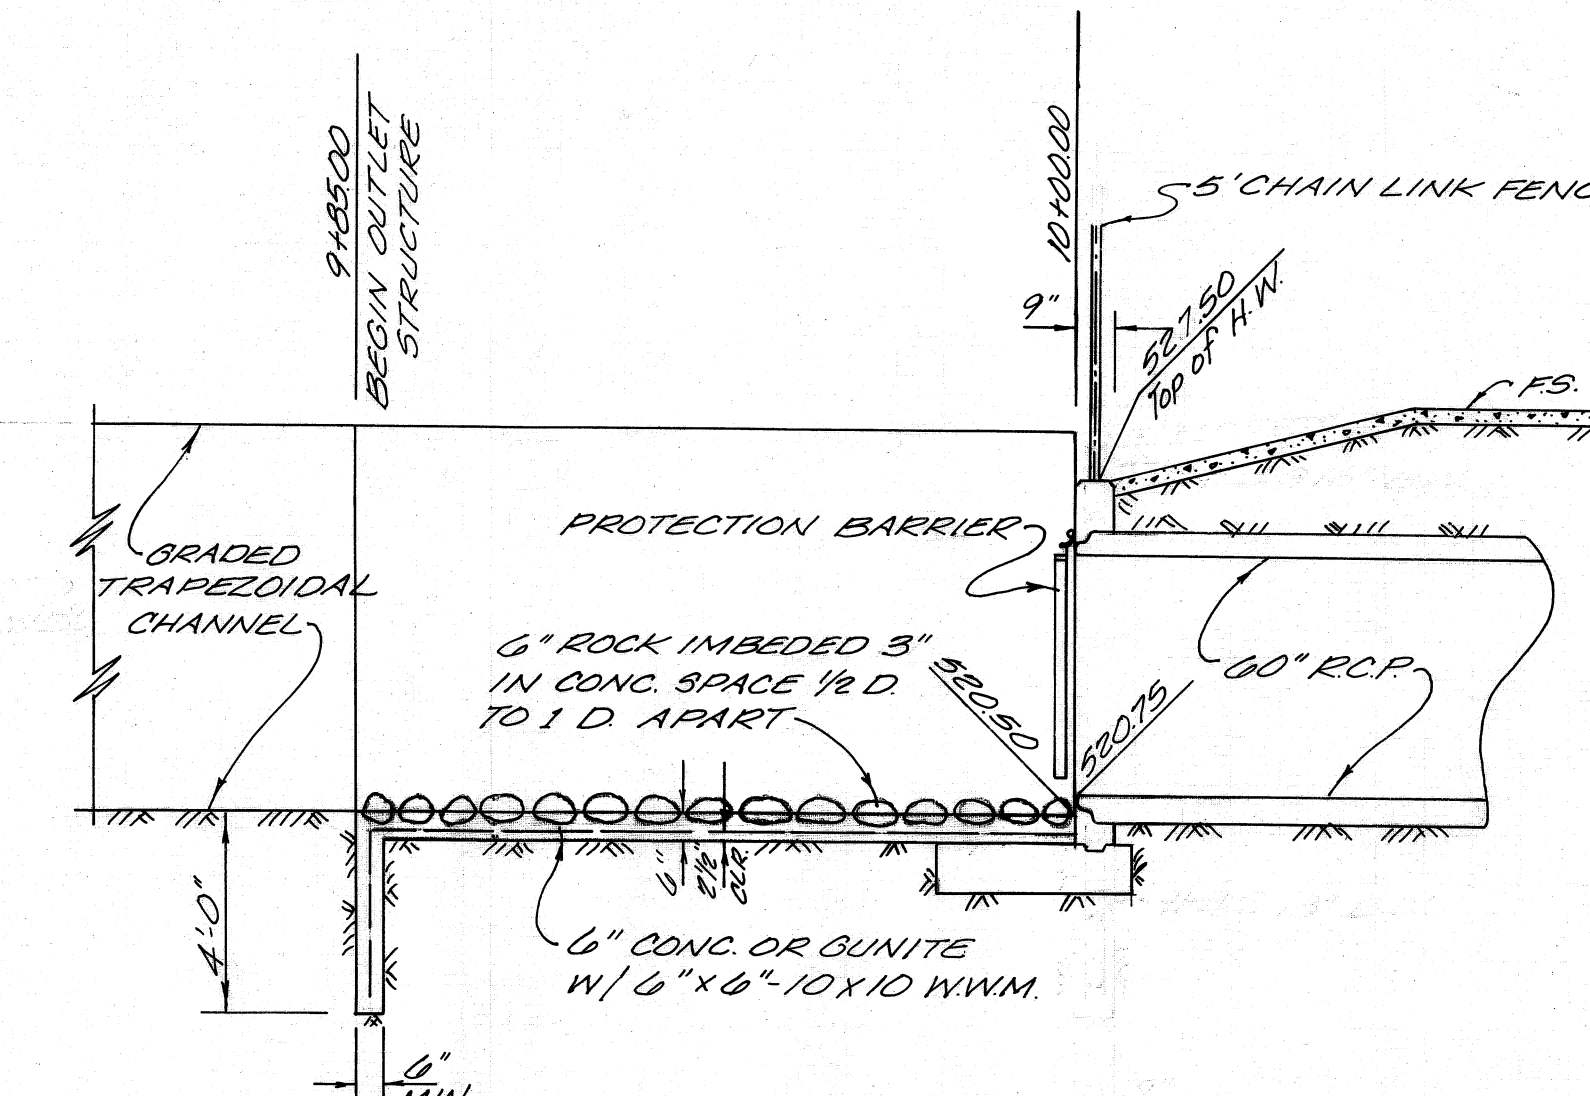 9+85.00
BEGIN OUTLET
STRUCTURE
10+00.00
5' CHAIN LINK FENC
9"
527.50
Top of H.W.
F.S.
PROTECTION BARRIER
GRADED
TRAPEZOIDAL
CHANNEL
6" ROCK IMBEDED 3"
IN CONC. SPACE 1/2 D.
TO 1 D. APART
520.50
520.75
60" R.C.P.
4'-0"
6"
2 1/2"
CLR.
6" CONC. OR GUNITE
W/ 6"x6"-10x10 W.W.M.
6"
MIN